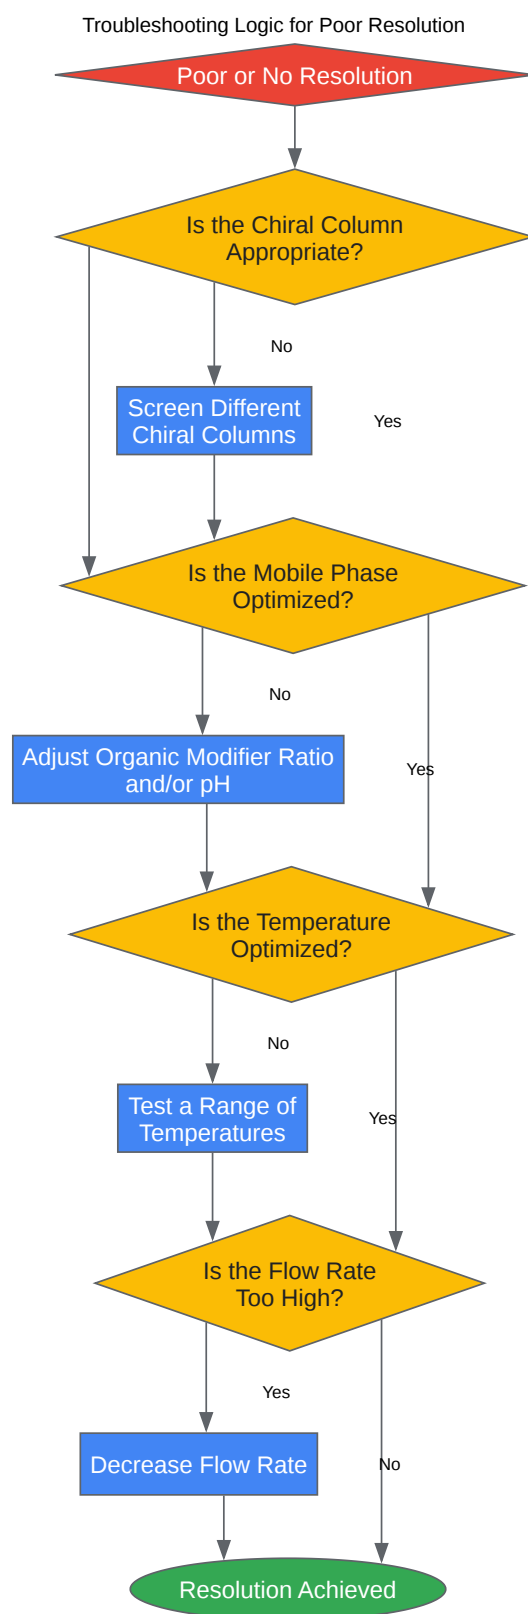 Troubleshooting Logic for Poor Resolution
Poor or No Resolution
Is the Chiral Column
Appropriate?
No
Screen Different
Chiral Columns
Yes
Is the Mobile Phase
Optimized?
No
Adjust Organic Modifier Ratio
and/or pH
Yes
Is the Temperature
Optimized?
No
Test a Range of
Temperatures
Yes
Is the Flow Rate
Too High?
Yes
Decrease Flow Rate
No
Resolution Achieved